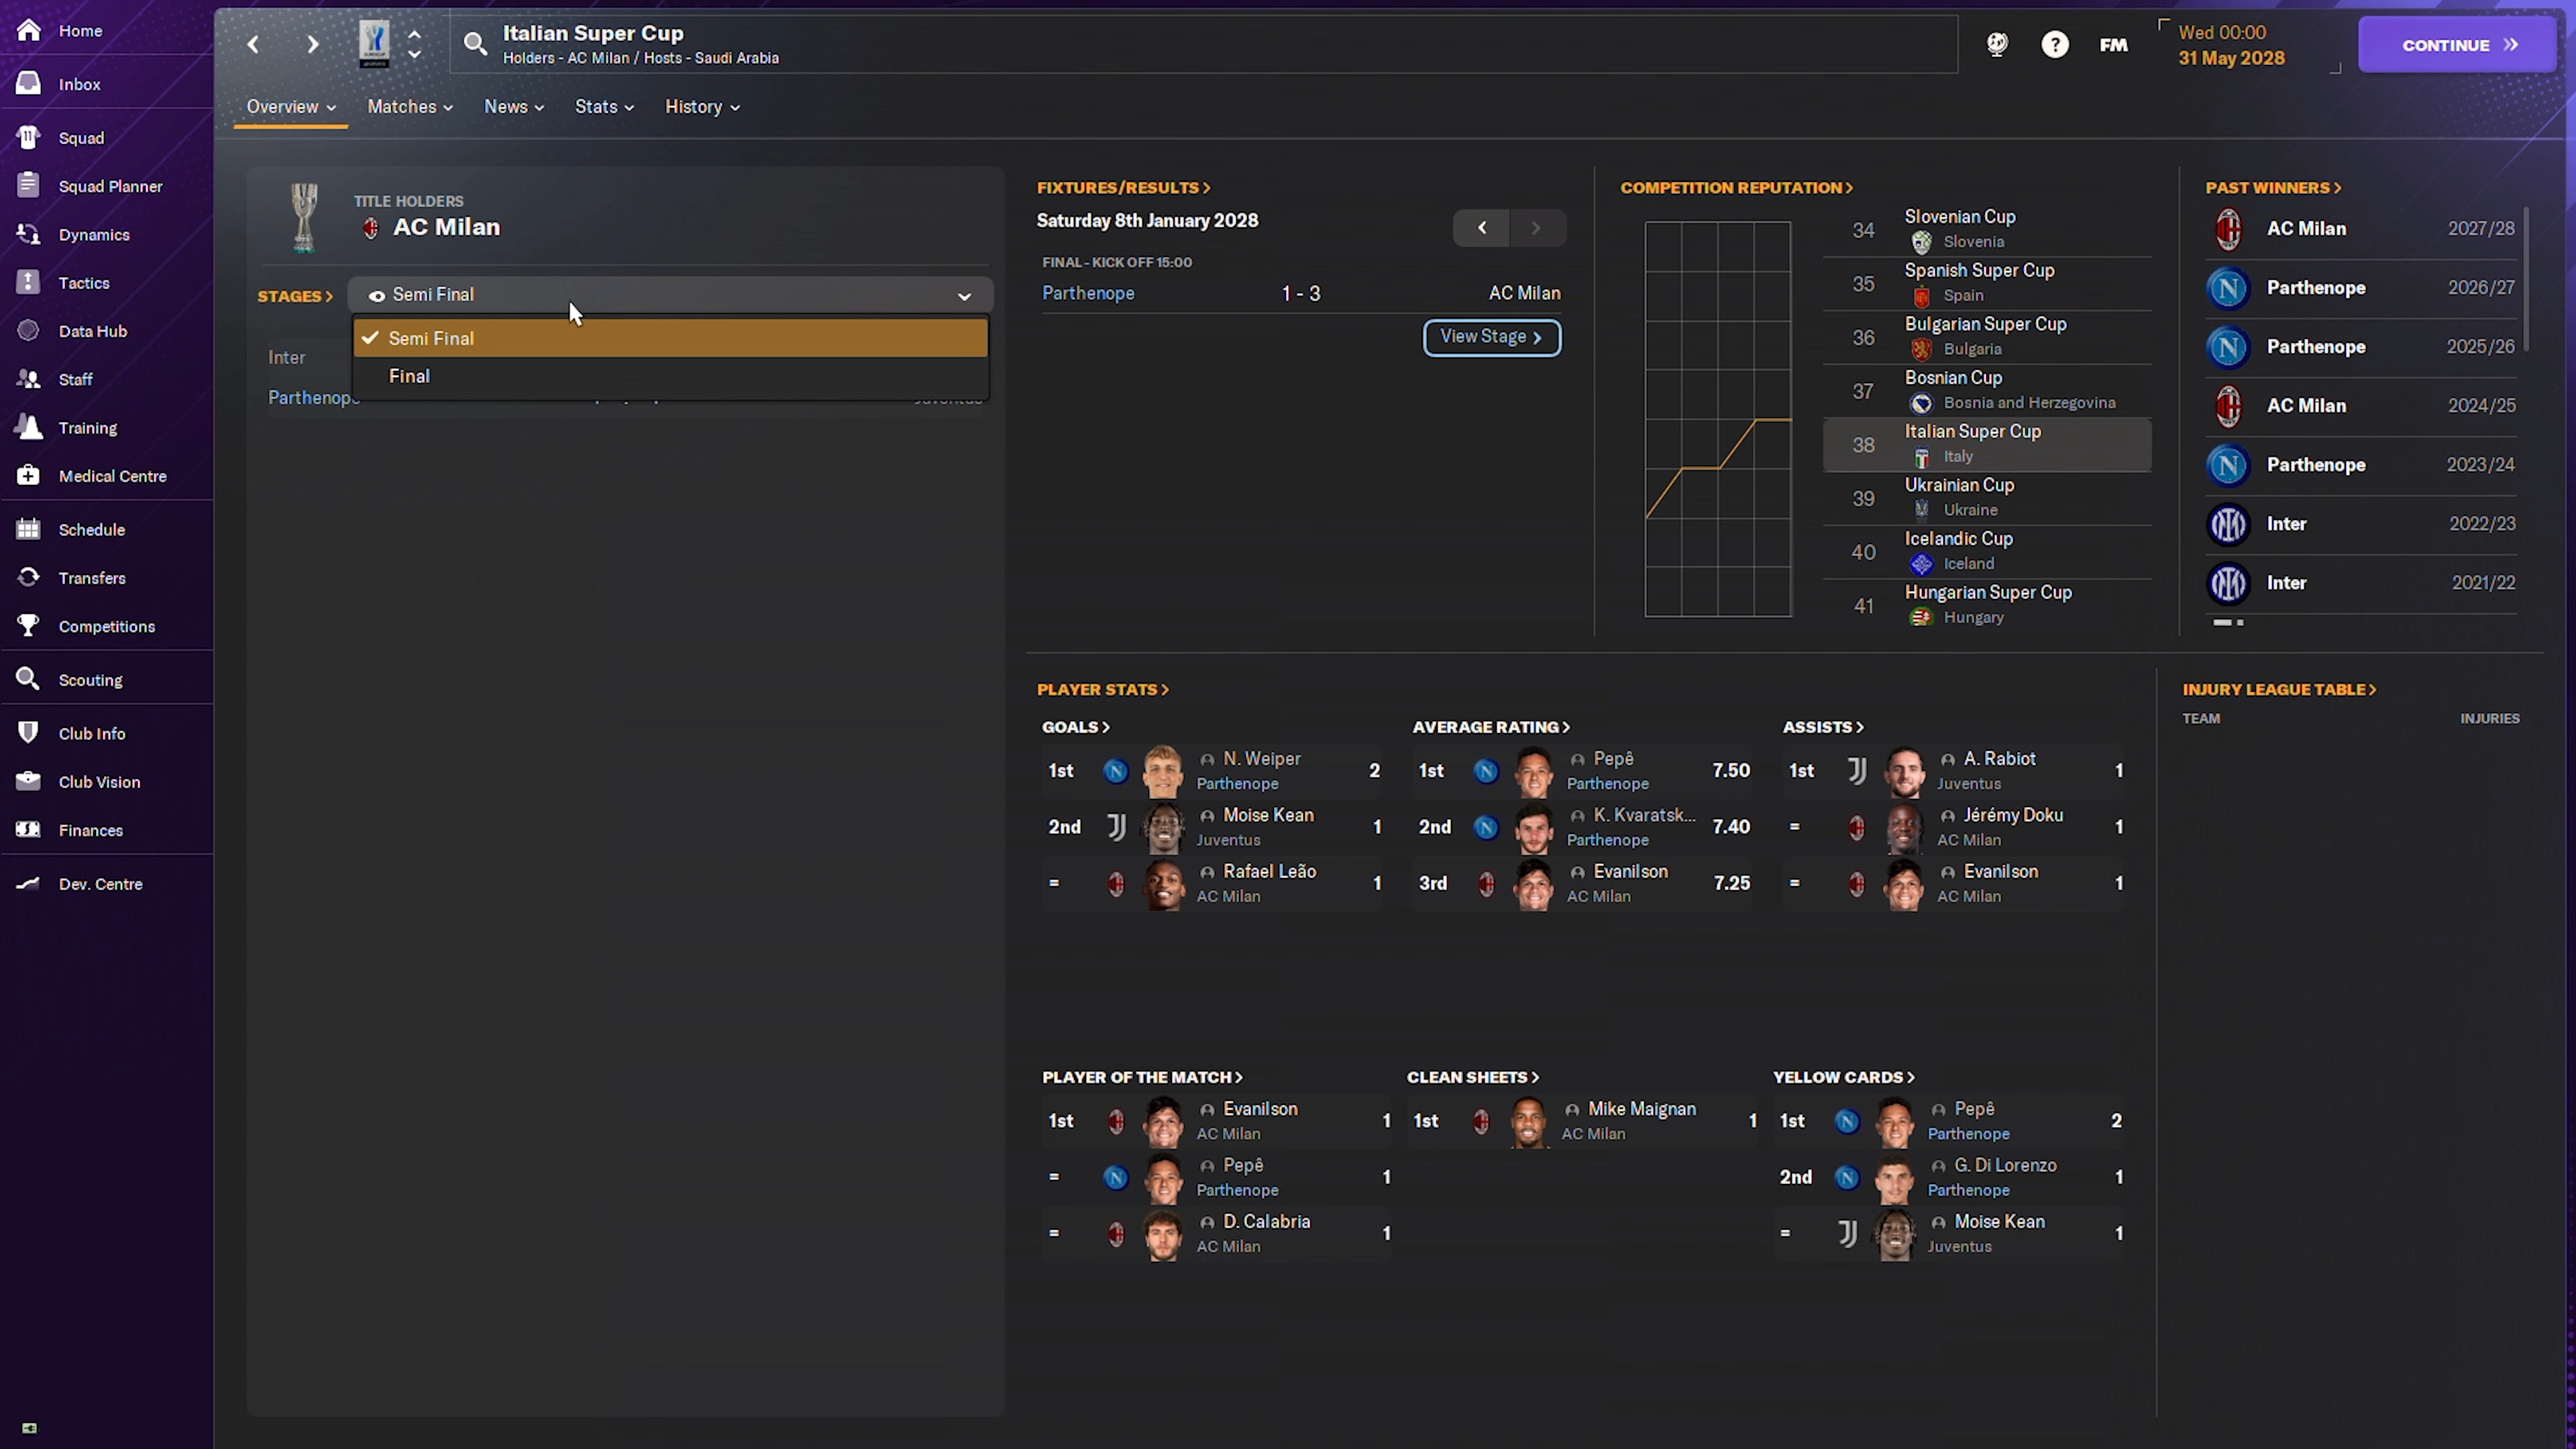 Home
Inbox
Squad
Squad Planner
Dynamics
Tactics
Data Hub
Staff
Training
Medical Centre
Schedule
Transfers
Competitions
Scouting
Club Info
Club Vision
Finances
Dev. Centre
Italian Super Cup
Holders - AC Milan / Hosts - Saudi Arabia
FM
Wed 00:00
31 May 2028
CONTINUE
Overview
Matches
News
Stats
History
TITLE HOLDERS
AC Milan
STAGES
Semi Final
Semi Final
Final
Inter
Parthenope
Juventus
FIXTURES/RESULTS
Saturday 8th January 2028
FINAL - KICK OFF 15:00
Parthenope 1 - 3 AC Milan
View Stage
COMPETITION REPUTATION
34 Slovenian Cup
Slovenia
35 Spanish Super Cup
Spain
36 Bulgarian Super Cup
Bulgaria
37 Bosnian Cup
Bosnia and Herzegovina
38 Italian Super Cup
Italy
39 Ukrainian Cup
Ukraine
40 Icelandic Cup
Iceland
41 Hungarian Super Cup
Hungary
PAST WINNERS
AC Milan 2027/28
Parthenope 2026/27
Parthenope 2025/26
AC Milan 2024/25
Parthenope 2023/24
Inter 2022/23
Inter 2021/22
PLAYER STATS
GOALS
1st N. Weiper 2
Parthenope
2nd Moise Kean 1
Juventus
= Rafael Leão 1
AC Milan
AVERAGE RATING
1st Pepê 7.50
Parthenope
2nd K. Kvaratsk... 7.40
Parthenope
3rd Evanilson 7.25
AC Milan
ASSISTS
1st A. Rabiot 1
Juventus
= Jérémy Doku 1
AC Milan
= Evanilson 1
AC Milan
PLAYER OF THE MATCH
1st Evanilson 1
AC Milan
= Pepê 1
Parthenope
= D. Calabria 1
AC Milan
CLEAN SHEETS
1st Mike Maignan 1
AC Milan
YELLOW CARDS
1st Pepê 2
Parthenope
2nd G. Di Lorenzo 1
Parthenope
= Moise Kean 1
Juventus
INJURY LEAGUE TABLE
TEAM INJURIES